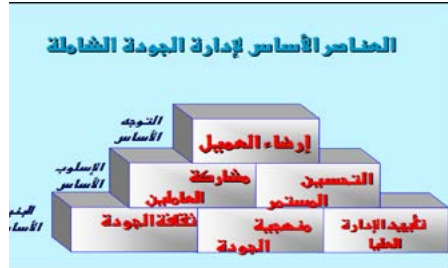 العناصر الأساس لإدارة الجودة الشاملة
التوجه
الأساس
إرضاء العميل
الإسلوب
الأساس
مشاركة
العاملين
التحسين
المستمر
ثقافة الجودة
منهجية
الجودة
تأييد الإدارة
العليا